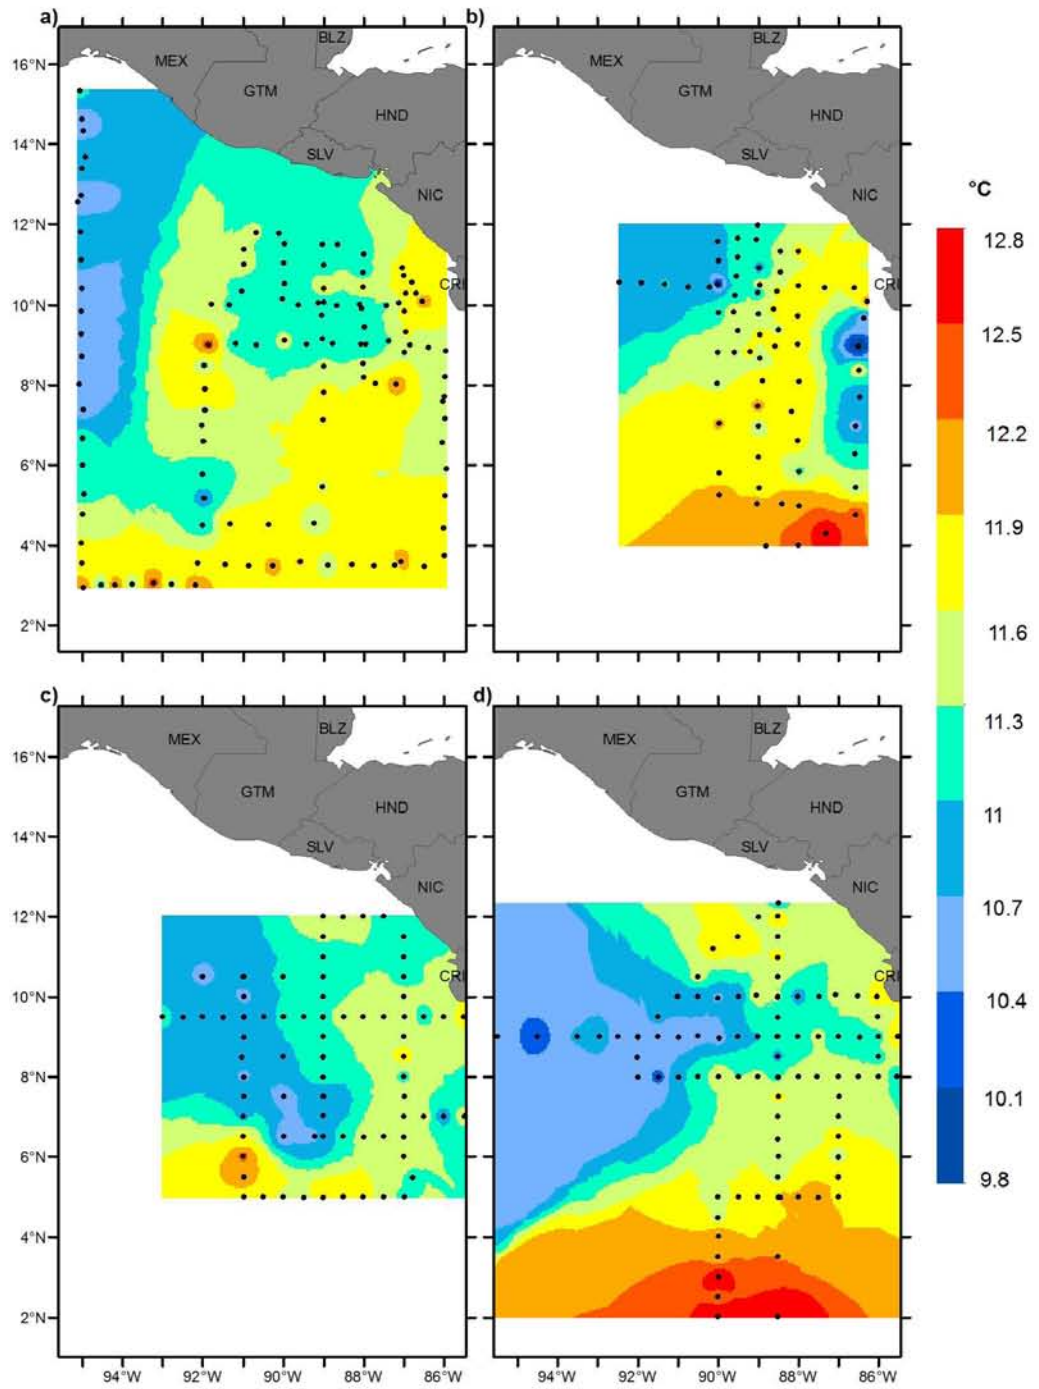 a)
BLZ
MEX
GTM
HND
SLV
NIC
CRI
16°N
14°N
12°N
10°N
8°N
6°N
4°N
2°N
b)
BLZ
MEX
GTM
HND
SLV
NIC
CRI
°C
12.8
12.5
12.2
11.9
11.6
11.3
11
10.7
10.4
10.1
9.8
c)
BLZ
MEX
GTM
HND
SLV
NIC
CRI
16°N
14°N
12°N
10°N
8°N
6°N
4°N
2°N
94°W
92°W
90°W
88°W
86°W
d)
BLZ
MEX
GTM
HND
SLV
NIC
CRI
94°W
92°W
90°W
88°W
86°W